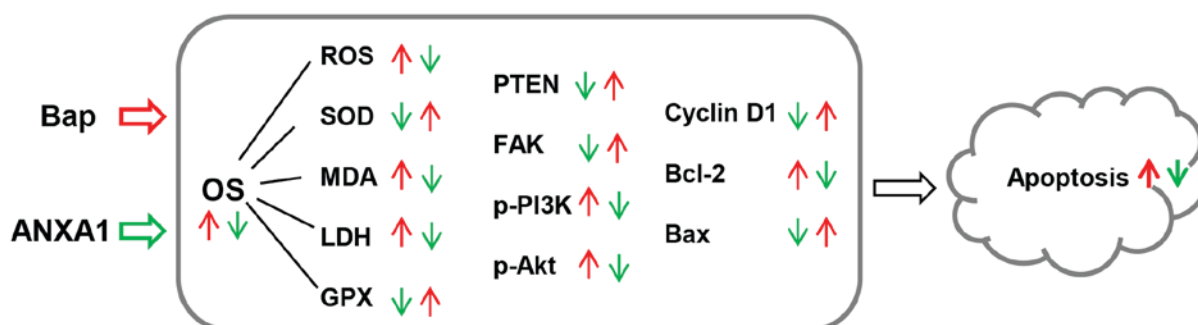 Bap
ANXA1
OS
ROS
SOD
MDA
LDH
GPX
PTEN
FAK
p-PI3K
p-Akt
Cyclin D1
Bcl-2
Bax
Apoptosis